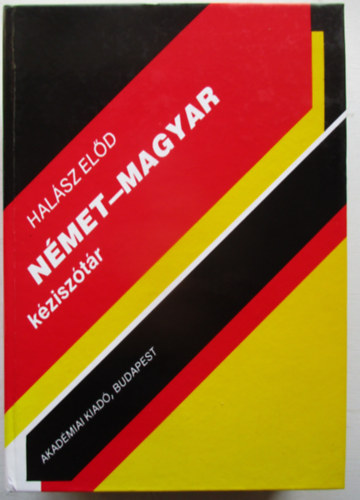 HALÁSZ ELŐD
NÉMET–MAGYAR
kéziszótár
AKADÉMIAI KIADÓ, BUDAPEST